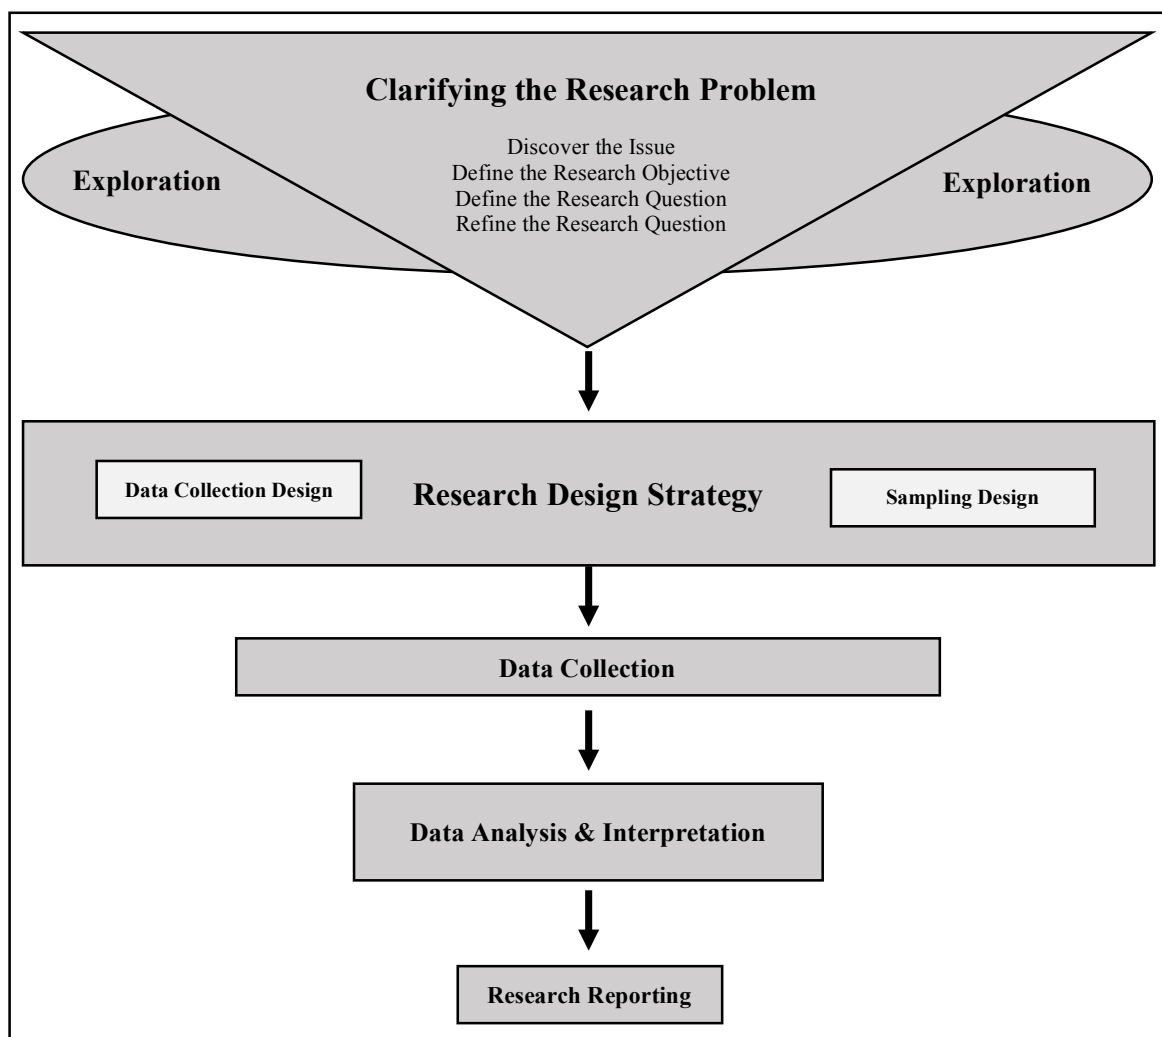 Clarifying the Research Problem
Discover the Issue
Define the Research Objective
Define the Research Question
Refine the Research Question
Exploration
Exploration
Data Collection Design
Research Design Strategy
Sampling Design
Data Collection
Data Analysis & Interpretation
Research Reporting